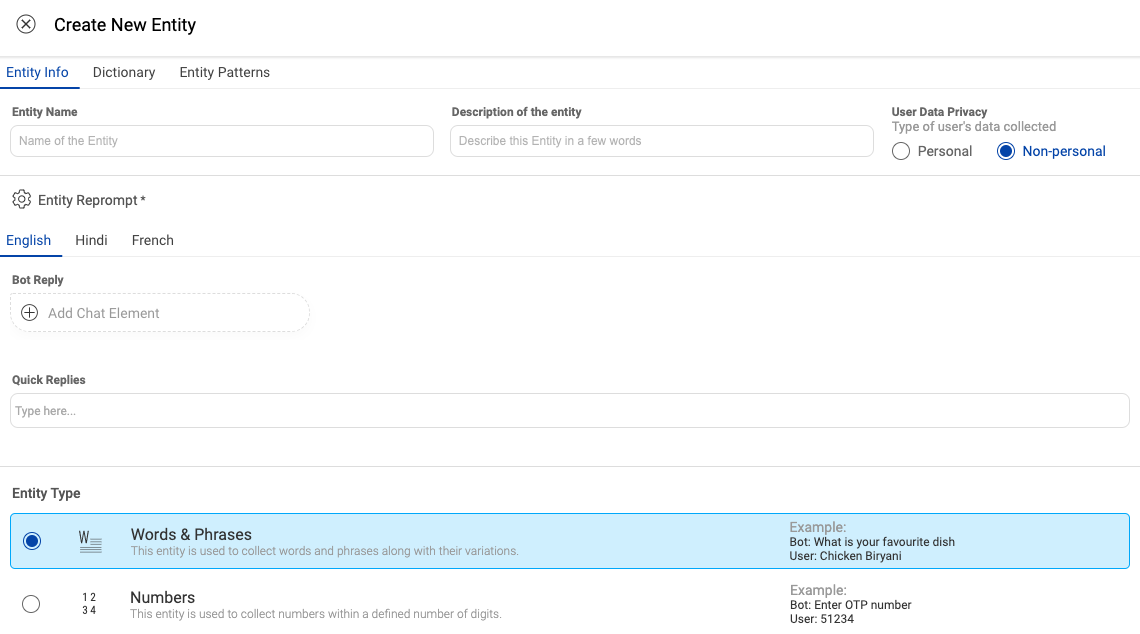 Create New Entity
Entity Info Dictionary Entity Patterns
Entity Name
Name of the Entity
Description of the entity
Describe this Entity in a few words
User Data Privacy
Type of user's data collected
Personal Non-personal
Entity Reprompt *
English Hindi French
Bot Reply
Add Chat Element
Quick Replies
Type here...
Entity Type
W
Words & Phrases
This entity is used to collect words and phrases along with their variations.
Example:
Bot: What is your favourite dish
User: Chicken Biryani
1 2
3 4
Numbers
This entity is used to collect numbers within a defined number of digits.
Example:
Bot: Enter OTP number
User: 51234